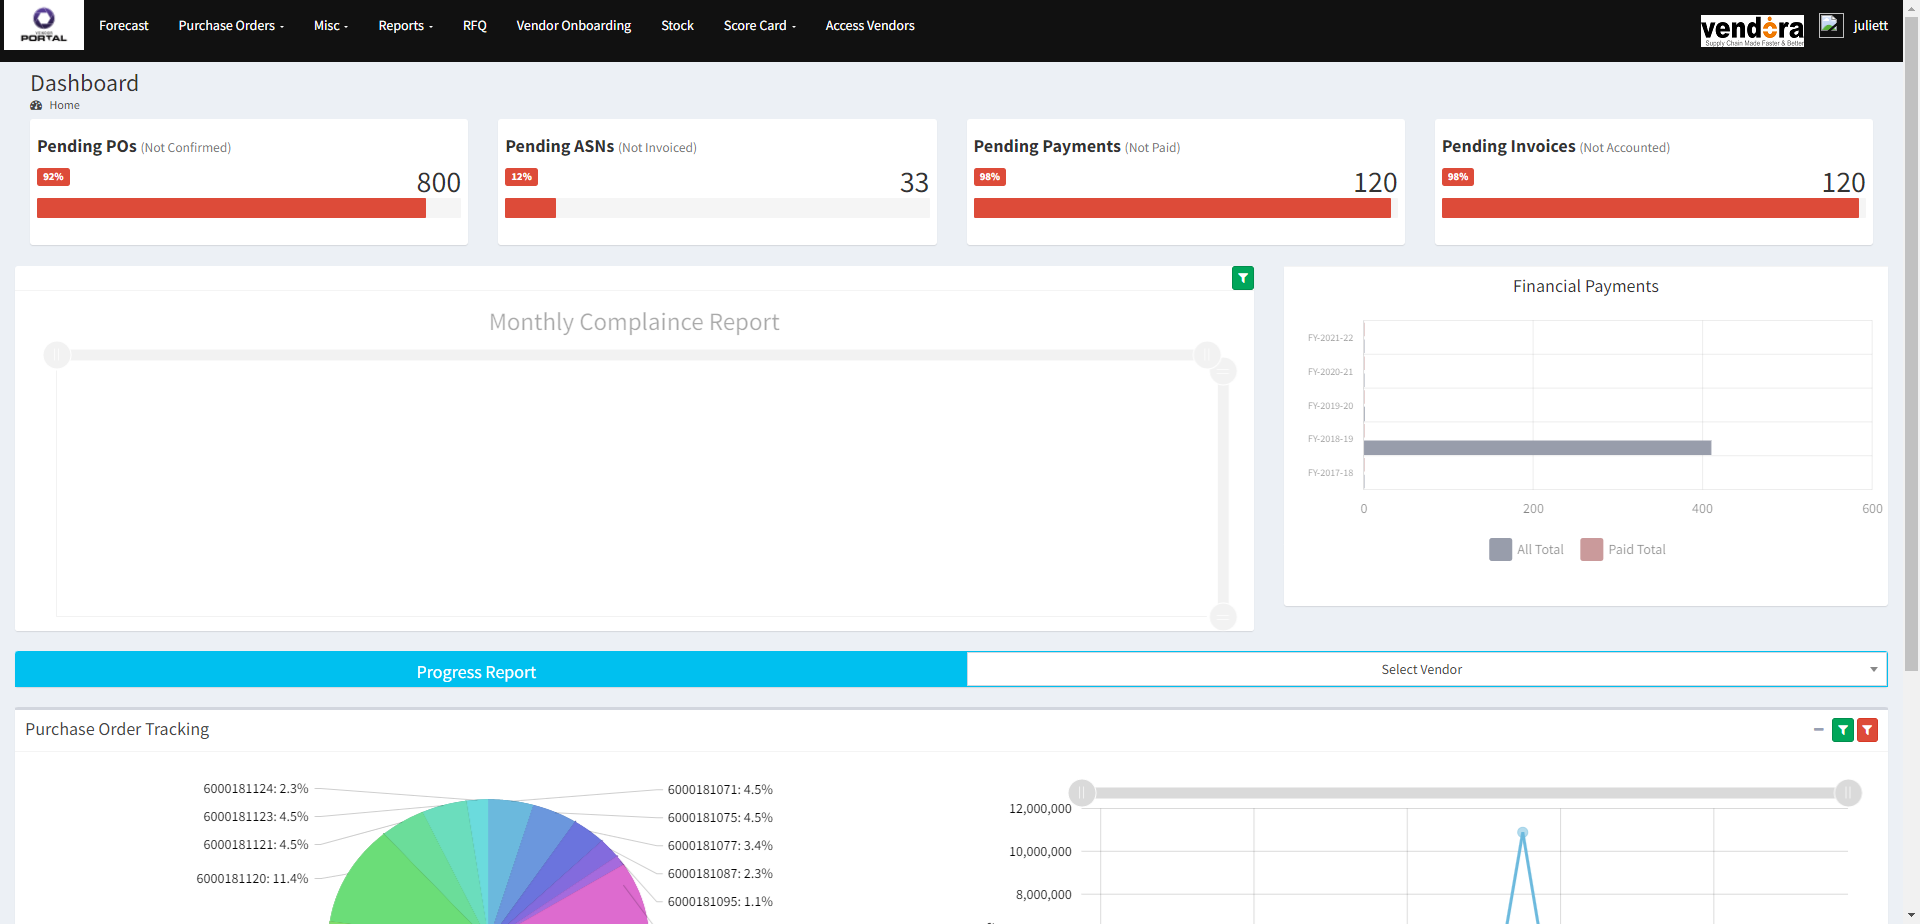 PORTAL
Forecast
Purchase Orders
Misc
Reports
RFQ
Vendor Onboarding
Stock
Score Card
Access Vendors
vendora
Supply Chain Made Faster & Better
juliett
Dashboard
Home
Pending POs (Not Confirmed)
92%
800
Pending ASNs (Not Invoiced)
12%
33
Pending Payments (Not Paid)
98%
120
Pending Invoices (Not Accounted)
98%
120
Monthly Complaince Report
Financial Payments
FY-2021-22
FY-2020-21
FY-2019-20
FY-2018-19
FY-2017-18
0 200 400 600
All Total Paid Total
Progress Report
Select Vendor
Purchase Order Tracking
6000181124: 2.3%
6000181123: 4.5%
6000181121: 4.5%
6000181120: 11.4%
6000181071: 4.5%
6000181075: 4.5%
6000181077: 3.4%
6000181087: 2.3%
6000181095: 1.1%
12,000,000
10,000,000
8,000,000